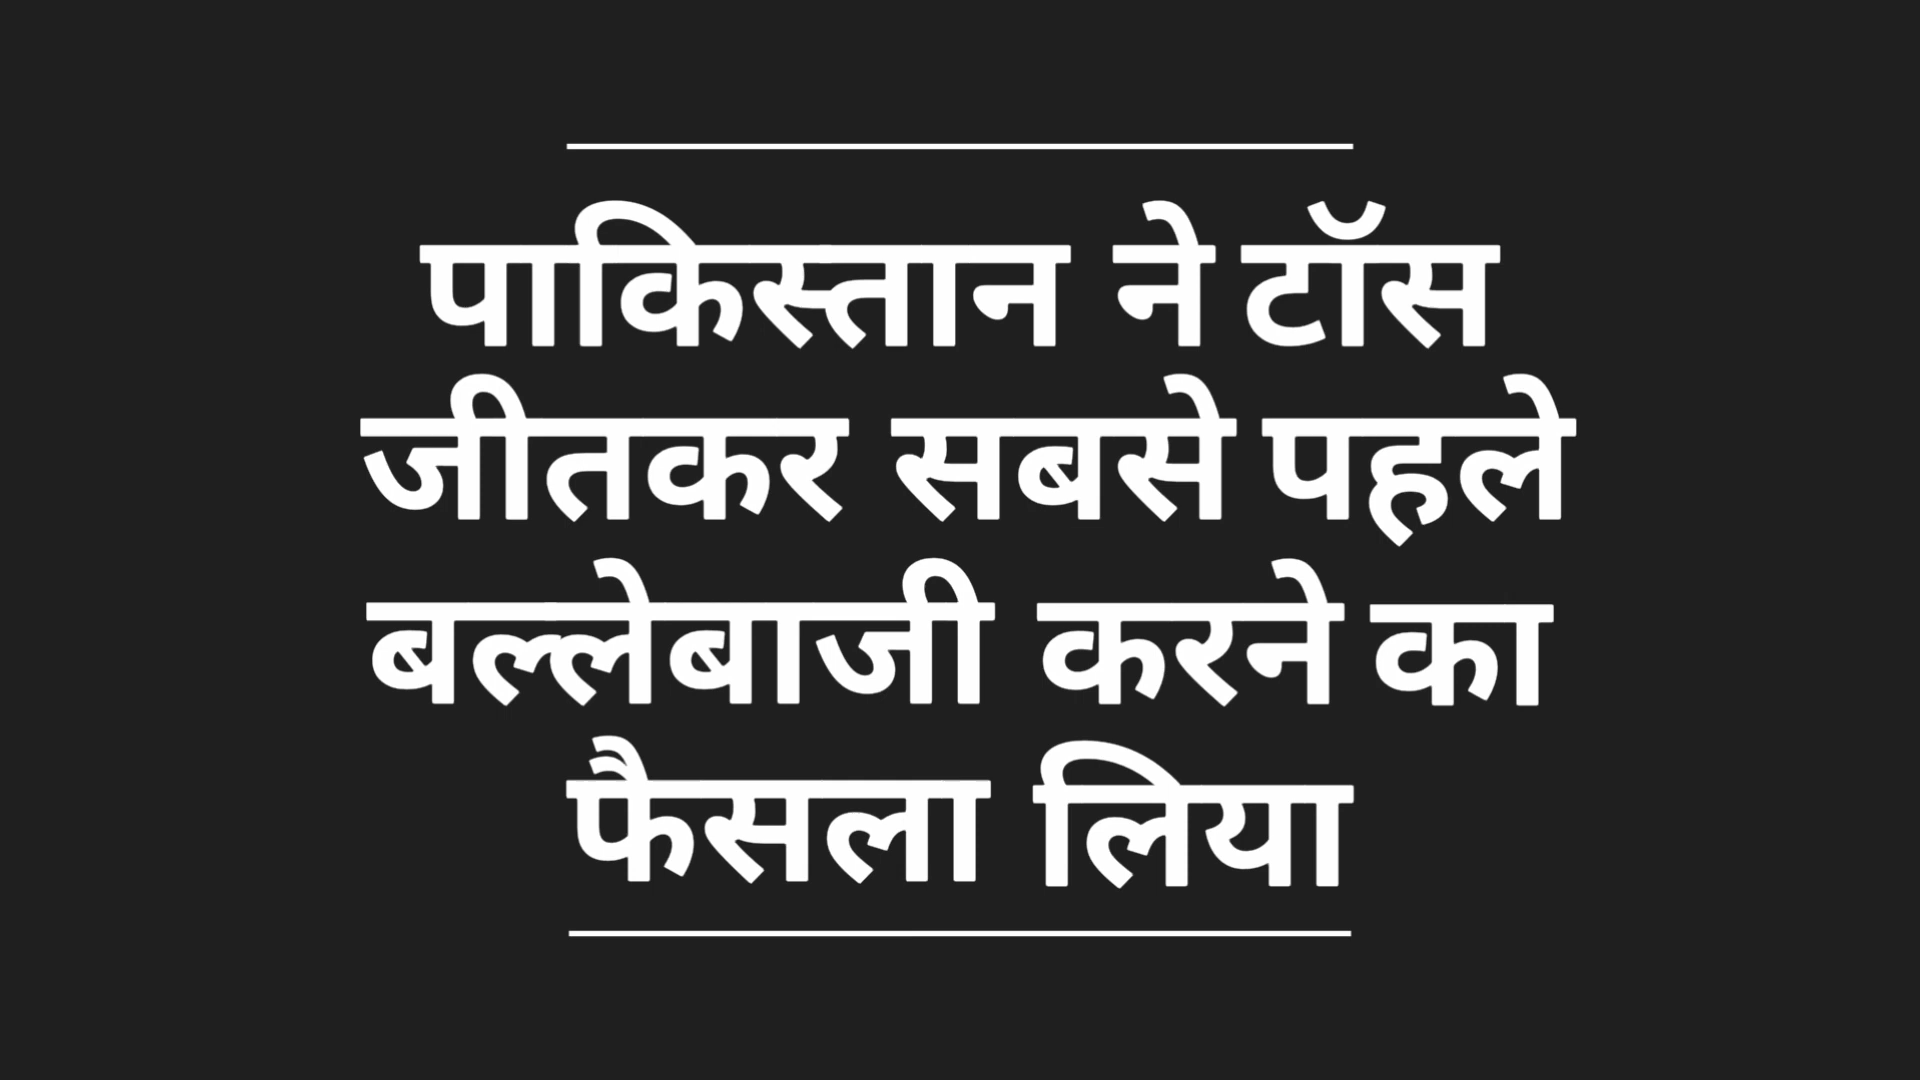 पाकिस्तान ने टॉस
जीतकर सबसे पहले
बल्लेबाजी करने का
फैसला लिया